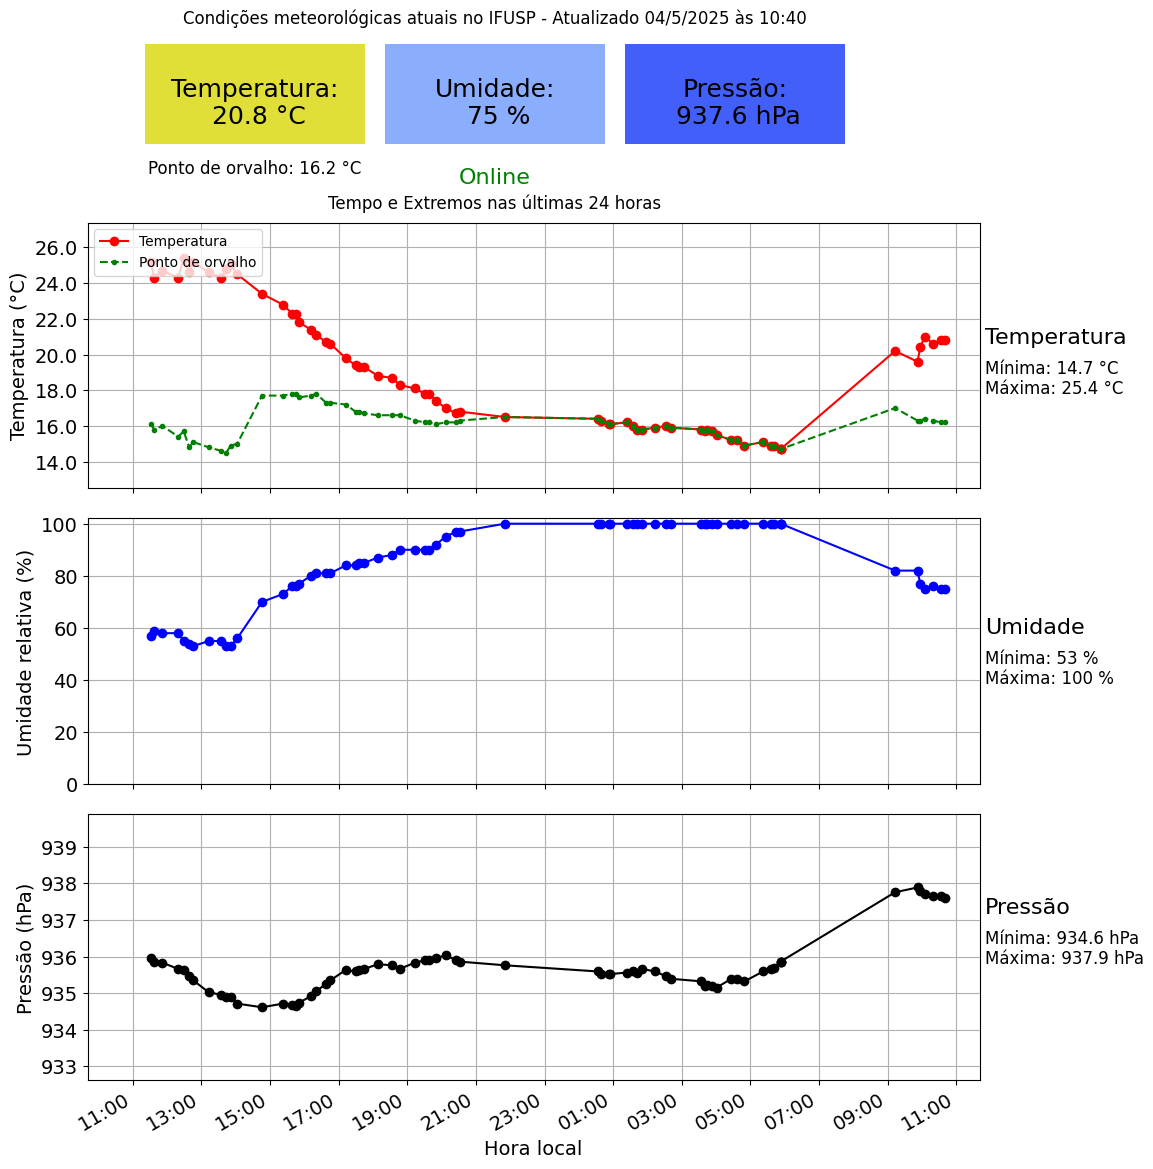 Condições meteorológicas atuais no IFUSP - Atualizado 04/5/2025 às 10:40
Temperatura:
20.8 °C
Umidade:
75 %
Pressão:
937.6 hPa
Ponto de orvalho: 16.2 °C
Online
Tempo e Extremos nas últimas 24 horas
Temperatura (°C)
26.0
24.0
22.0
20.0
18.0
16.0
14.0
Temperatura
Ponto de orvalho
Temperatura
Mínima: 14.7 °C
Máxima: 25.4 °C
Umidade relativa (%)
100
80
60
40
20
0
Umidade
Mínima: 53 %
Máxima: 100 %
Pressão (hPa)
939
938
937
936
935
934
933
Pressão
Mínima: 934.6 hPa
Máxima: 937.9 hPa
11:00
13:00
15:00
17:00
19:00
21:00
23:00
01:00
03:00
05:00
07:00
09:00
11:00
Hora local